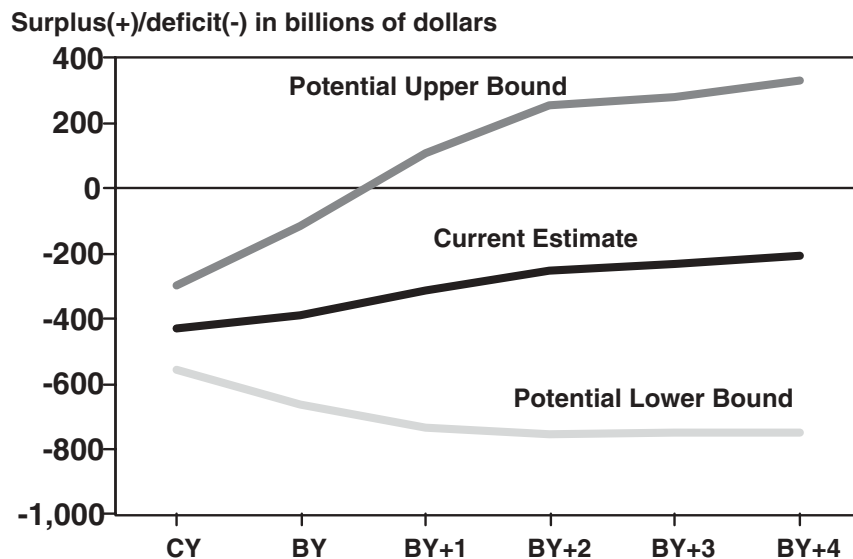 Surplus(+)/deficit(-) in billions of dollars
400
Potential Upper Bound
200
0
Current Estimate
-200
-400
-600
Potential Lower Bound
-800
-1,000
CY BY BY+1 BY+2 BY+3 BY+4